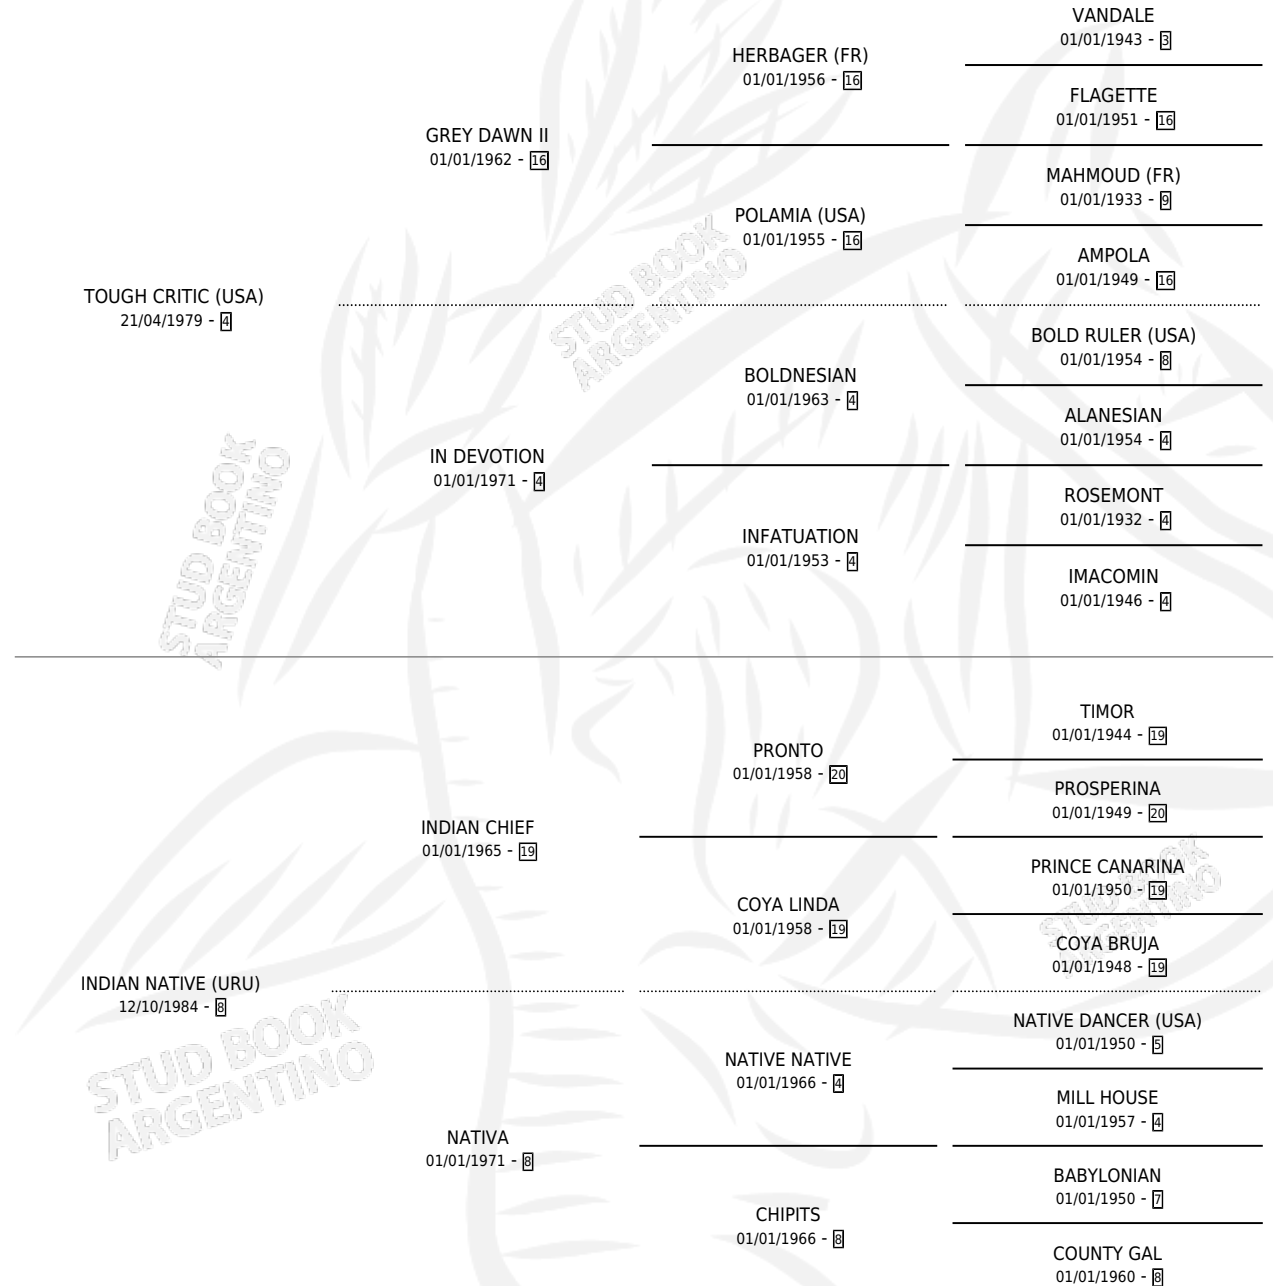 VANDALE
01/01/1943 - 3
HERBAGER (FR)
01/01/1956 - 16
FLAGETTE
01/01/1951 - 16
GREY DAWN II
01/01/1962 - 16
MAHMOUD (FR)
01/01/1933 - 9
POLAMIA (USA)
01/01/1955 - 16
AMPOLA
01/01/1949 - 16
TOUGH CRITIC (USA)
21/04/1979 - 4
STUD BOOK
ARGENTINO
BOLD RULER (USA)
01/01/1954 - 8
BOLDNESIAN
01/01/1963 - 4
ALANESIAN
01/01/1954 - 4
IN DEVOTION
01/01/1971 - 4
ROSEMONT
01/01/1932 - 4
INFATUATION
01/01/1953 - 4
IMACOMIN
01/01/1946 - 4
STUD BOOK
ARGENTINO
TIMOR
01/01/1944 - 19
PRONTO
01/01/1958 - 20
PROSPERINA
01/01/1949 - 20
INDIAN CHIEF
01/01/1965 - 19
PRINCE CANARINA
01/01/1950 - 19
COYA LINDA
01/01/1958 - 19
STUD BOOK
ARGENTINO
COYA BRUJA
01/01/1948 - 19
INDIAN NATIVE (URU)
12/10/1984 - 8
NATIVE DANCER (USA)
01/01/1950 - 5
NATIVE NATIVE
01/01/1966 - 4
STUD BOOK
ARGENTINO
MILL HOUSE
01/01/1957 - 4
NATIVA
01/01/1971 - 8
BABYLONIAN
01/01/1950 - 7
CHIPITS
01/01/1966 - 8
COUNTY GAL
01/01/1960 - 8